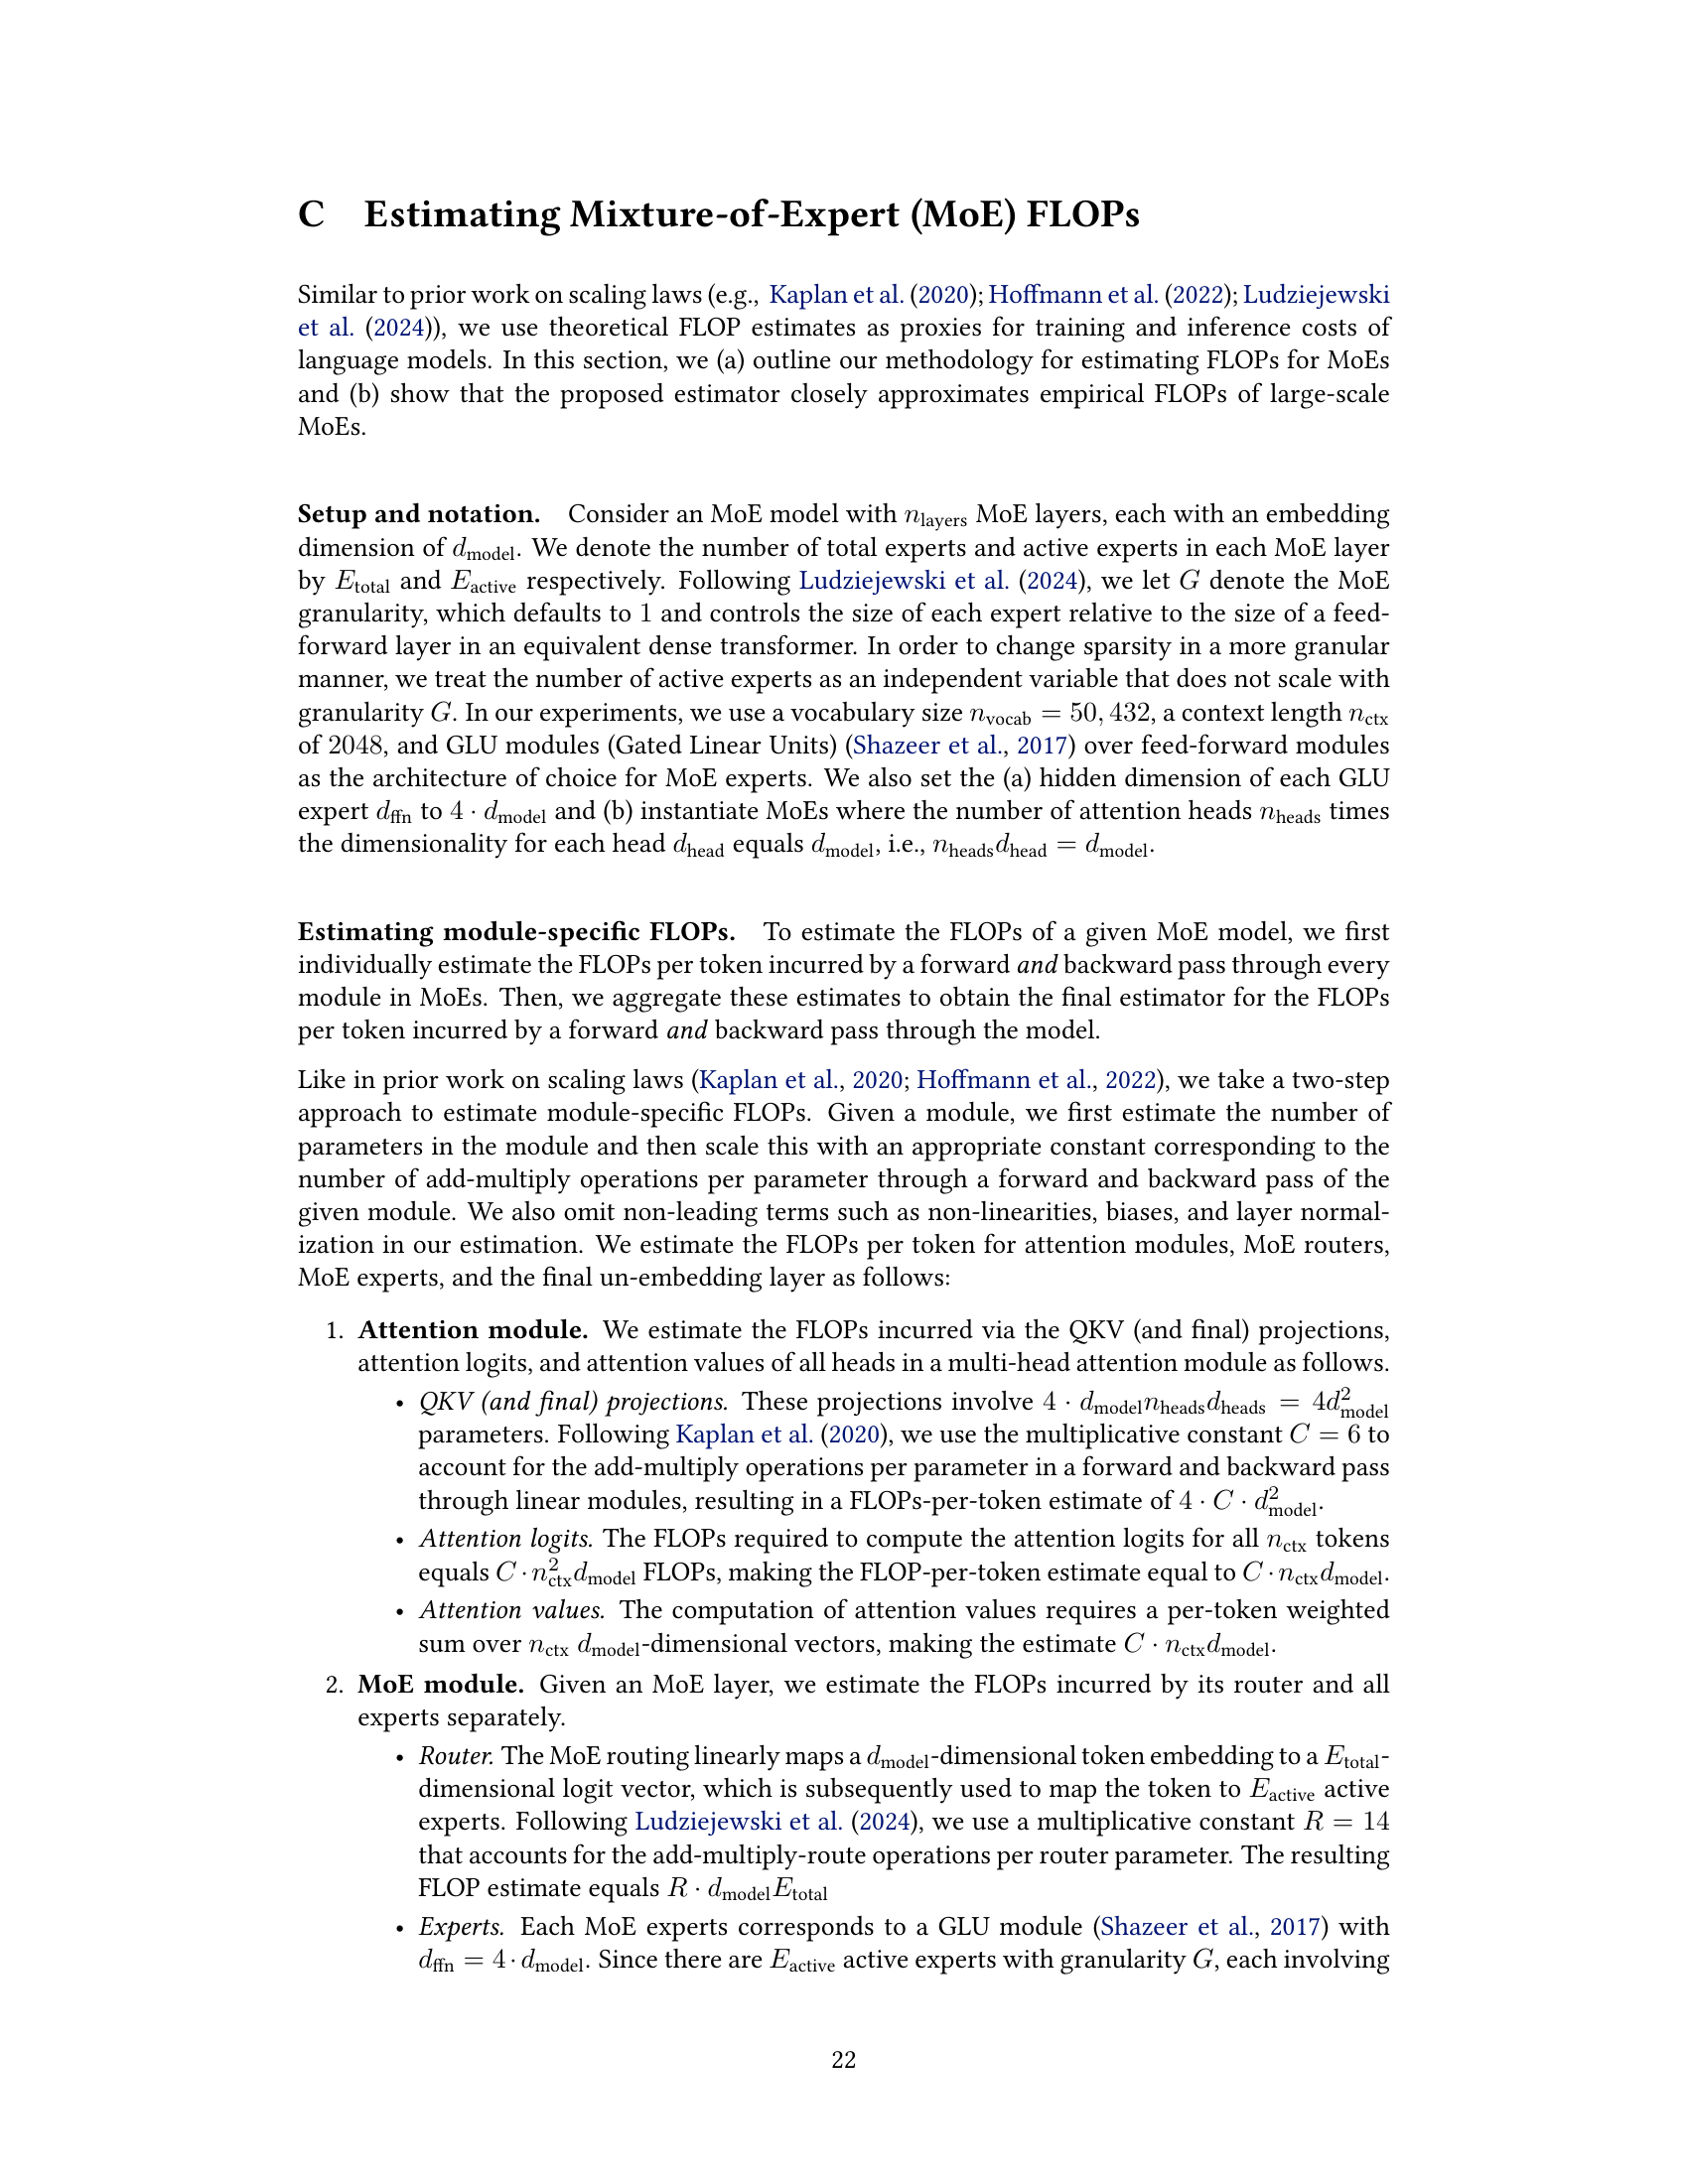 C Estimating Mixture-of-Expert (MoE) FLOPs
Similar to prior work on scaling laws (e.g., Kaplan et al. (2020); Hoffmann et al. (2022); Ludziejewski
et al. (2024)), we use theoretical FLOP estimates as proxies for training and inference costs of
language models. In this section, we (a) outline our methodology for estimating FLOPs for MoEs
and (b) show that the proposed estimator closely approximates empirical FLOPs of large-scale
MoEs.
Setup and notation. Consider an MoE model with $n_{\text{layers}}$ MoE layers, each with an embedding
dimension of $d_{\text{model}}$. We denote the number of total experts and active experts in each MoE layer
by $E_{\text{total}}$ and $E_{\text{active}}$ respectively. Following Ludziejewski et al. (2024), we let $G$ denote the MoE
granularity, which defaults to 1 and controls the size of each expert relative to the size of a feed-
forward layer in an equivalent dense transformer. In order to change sparsity in a more granular
manner, we treat the number of active experts as an independent variable that does not scale with
granularity $G$. In our experiments, we use a vocabulary size $n_{\text{vocab}} = 50, 432$, a context length $n_{\text{ctx}}$
of 2048, and GLU modules (Gated Linear Units) (Shazeer et al., 2017) over feed-forward modules
as the architecture of choice for MoE experts. We also set the (a) hidden dimension of each GLU
expert $d_{\text{ffn}}$ to $4 \cdot d_{\text{model}}$ and (b) instantiate MoEs where the number of attention heads $n_{\text{heads}}$ times
the dimensionality for each head $d_{\text{head}}$ equals $d_{\text{model}}$, i.e., $n_{\text{heads}}d_{\text{head}} = d_{\text{model}}$.
Estimating module-specific FLOPs. To estimate the FLOPs of a given MoE model, we first
individually estimate the FLOPs per token incurred by a forward and backward pass through every
module in MoEs. Then, we aggregate these estimates to obtain the final estimator for the FLOPs
per token incurred by a forward and backward pass through the model.
Like in prior work on scaling laws (Kaplan et al., 2020; Hoffmann et al., 2022), we take a two-step
approach to estimate module-specific FLOPs. Given a module, we first estimate the number of
parameters in the module and then scale this with an appropriate constant corresponding to the
number of add-multiply operations per parameter through a forward and backward pass of the
given module. We also omit non-leading terms such as non-linearities, biases, and layer normal-
ization in our estimation. We estimate the FLOPs per token for attention modules, MoE routers,
MoE experts, and the final un-embedding layer as follows:
1. Attention module. We estimate the FLOPs incurred via the QKV (and final) projections,
attention logits, and attention values of all heads in a multi-head attention module as follows.
• QKV (and final) projections. These projections involve $4 \cdot d_{\text{model}}n_{\text{heads}}d_{\text{heads}} = 4d_{\text{model}}^2$
parameters. Following Kaplan et al. (2020), we use the multiplicative constant $C = 6$ to
account for the add-multiply operations per parameter in a forward and backward pass
through linear modules, resulting in a FLOPs-per-token estimate of $4 \cdot C \cdot d_{\text{model}}^2$.
• Attention logits. The FLOPs required to compute the attention logits for all $n_{\text{ctx}}$ tokens
equals $C \cdot n_{\text{ctx}}^2 d_{\text{model}}$ FLOPs, making the FLOP-per-token estimate equal to $C \cdot n_{\text{ctx}}d_{\text{model}}$.
• Attention values. The computation of attention values requires a per-token weighted
sum over $n_{\text{ctx}}$ $d_{\text{model}}$-dimensional vectors, making the estimate $C \cdot n_{\text{ctx}}d_{\text{model}}$.
2. MoE module. Given an MoE layer, we estimate the FLOPs incurred by its router and all
experts separately.
• Router. The MoE routing linearly maps a $d_{\text{model}}$-dimensional token embedding to a $E_{\text{total}}$-
dimensional logit vector, which is subsequently used to map the token to $E_{\text{active}}$ active
experts. Following Ludziejewski et al. (2024), we use a multiplicative constant $R = 14$
that accounts for the add-multiply-route operations per router parameter. The resulting
FLOP estimate equals $R \cdot d_{\text{model}}E_{\text{total}}$
• Experts. Each MoE experts corresponds to a GLU module (Shazeer et al., 2017) with
$d_{\text{ffn}} = 4 \cdot d_{\text{model}}$. Since there are $E_{\text{active}}$ active experts with granularity $G$, each involving
22